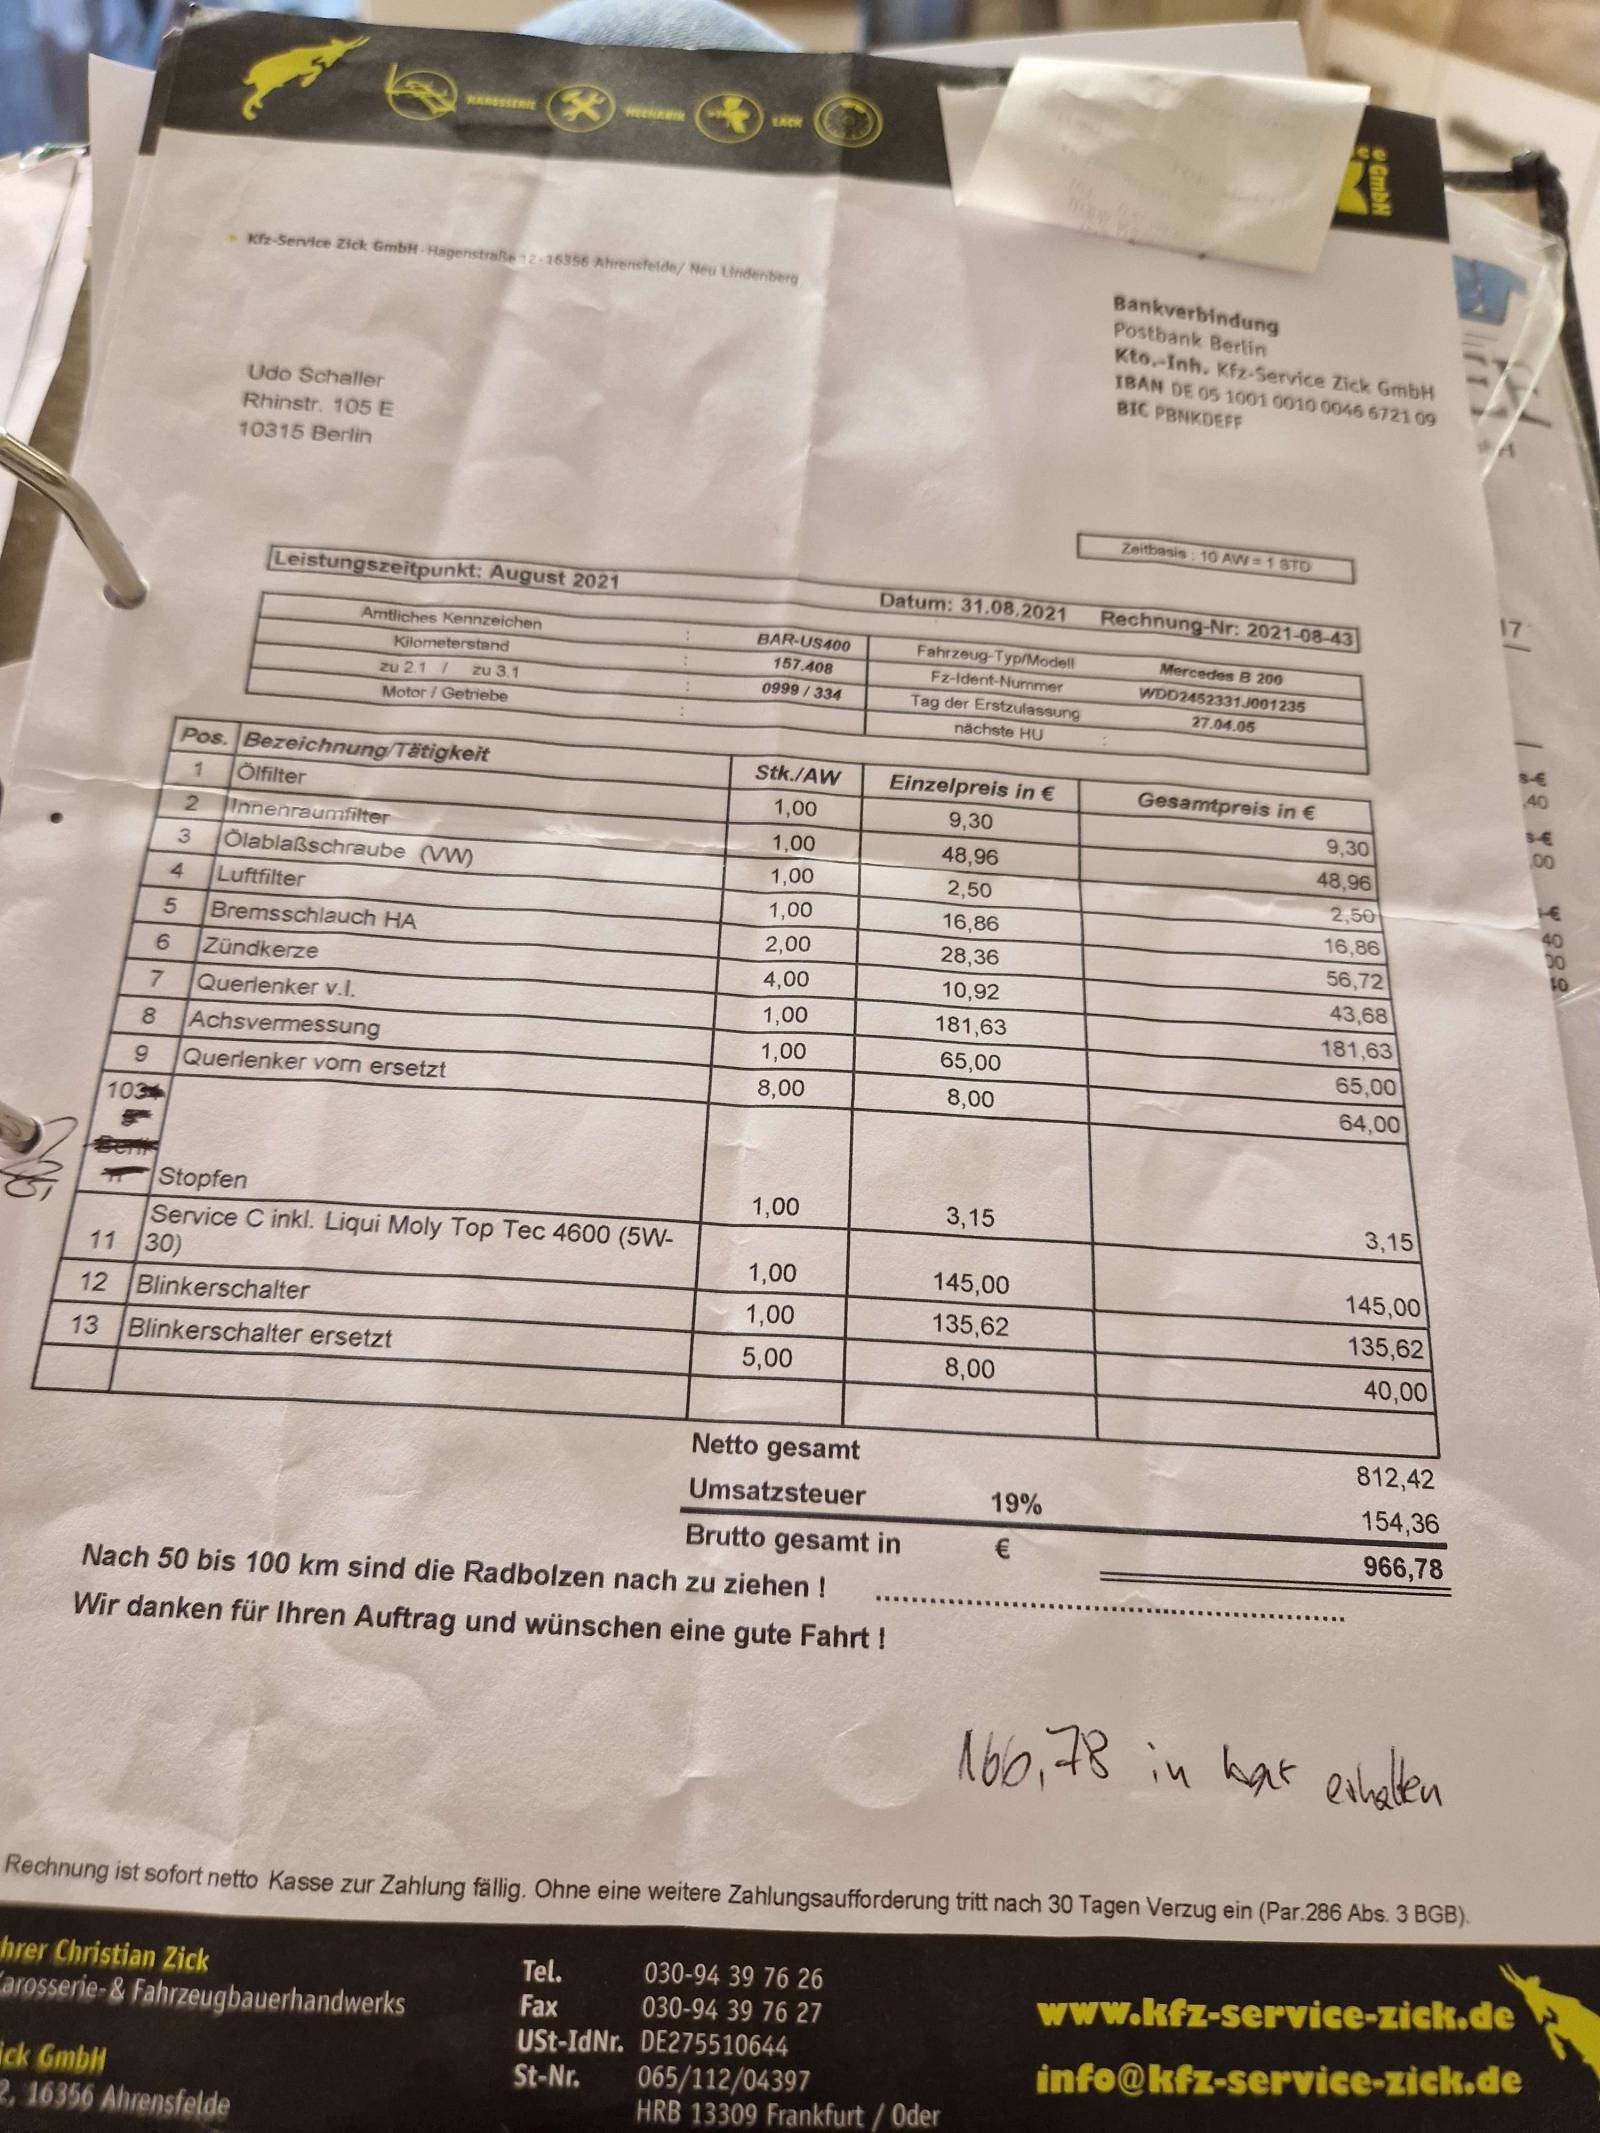 KAROSSERIE MECHANIK LACK
GmbH
Kfz-Service Zick GmbH · Hagenstraße 12 · 16356 Ahrensfelde/ Neu Lindenberg
Bankverbindung
Postbank Berlin
Kto.-Inh. Kfz-Service Zick GmbH
IBAN DE 05 1001 0010 0046 6721 09
BIC PBNKDEFF
Udo Schaller
Rhinstr. 105 E
10315 Berlin
Zeitbasis : 10 AW = 1 STD
Leistungszeitpunkt: August 2021 Datum: 31.08.2021 Rechnung-Nr: 2021-08-43
Amtliches Kennzeichen : BAR-US400 Fahrzeug-Typ/Modell Mercedes B 200
Kilometerstand : 157.408 Fz-Ident-Nummer WDD2452331J001235
zu 2.1 / zu 3.1 : 0999 / 334 Tag der Erstzulassung 27.04.05
Motor / Getriebe : nächste HU :
Pos. Bezeichnung/Tätigkeit Stk./AW Einzelpreis in € Gesamtpreis in €
1 Ölfilter 1,00 9,30 9,30
2 Innenraumfilter 1,00 48,96 48,96
3 Ölablaßschraube (VW) 1,00 2,50 2,50
4 Luftfilter 1,00 16,86 16,86
5 Bremsschlauch HA 2,00 28,36 56,72
6 Zündkerze 4,00 10,92 43,68
7 Querlenker v.l. 1,00 181,63 181,63
8 Achsvermessung 1,00 65,00 65,00
9 Querlenker vorn ersetzt 8,00 8,00 64,00
103
Stopfen 1,00 3,15 3,15
11 Service C inkl. Liqui Moly Top Tec 4600 (5W-
30) 1,00 145,00 145,00
12 Blinkerschalter 1,00 135,62 135,62
13 Blinkerschalter ersetzt 5,00 8,00 40,00
Netto gesamt 812,42
Umsatzsteuer 19% 154,36
Brutto gesamt in € 966,78
Nach 50 bis 100 km sind die Radbolzen nach zu ziehen !
Wir danken für Ihren Auftrag und wünschen eine gute Fahrt !
166,78 in bar erhalten
Rechnung ist sofort netto Kasse zur Zahlung fällig. Ohne eine weitere Zahlungsaufforderung tritt nach 30 Tagen Verzug ein (Par.286 Abs. 3 BGB).
hrer Christian Zick
arosserie- & Fahrzeugbauerhandwerks
ick GmbH
2, 16356 Ahrensfelde
Tel. 030-94 39 76 26
Fax 030-94 39 76 27
USt-IdNr. DE275510644
St-Nr. 065/112/04397
HRB 13309 Frankfurt / Oder
www.kfz-service-zick.de
info@kfz-service-zick.de